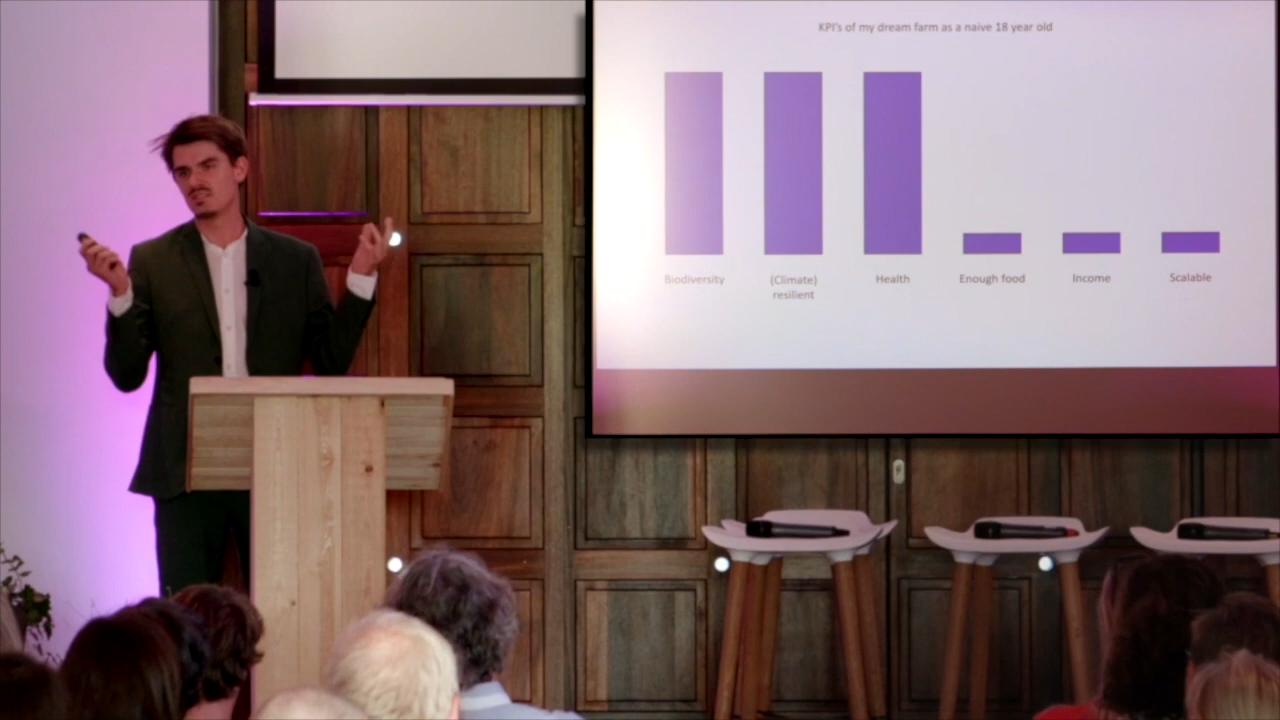 KPI's of my dream farm as a naive 18 year old
Biodiversity
(Climate)
resilient
Health
Enough food
Income
Scalable